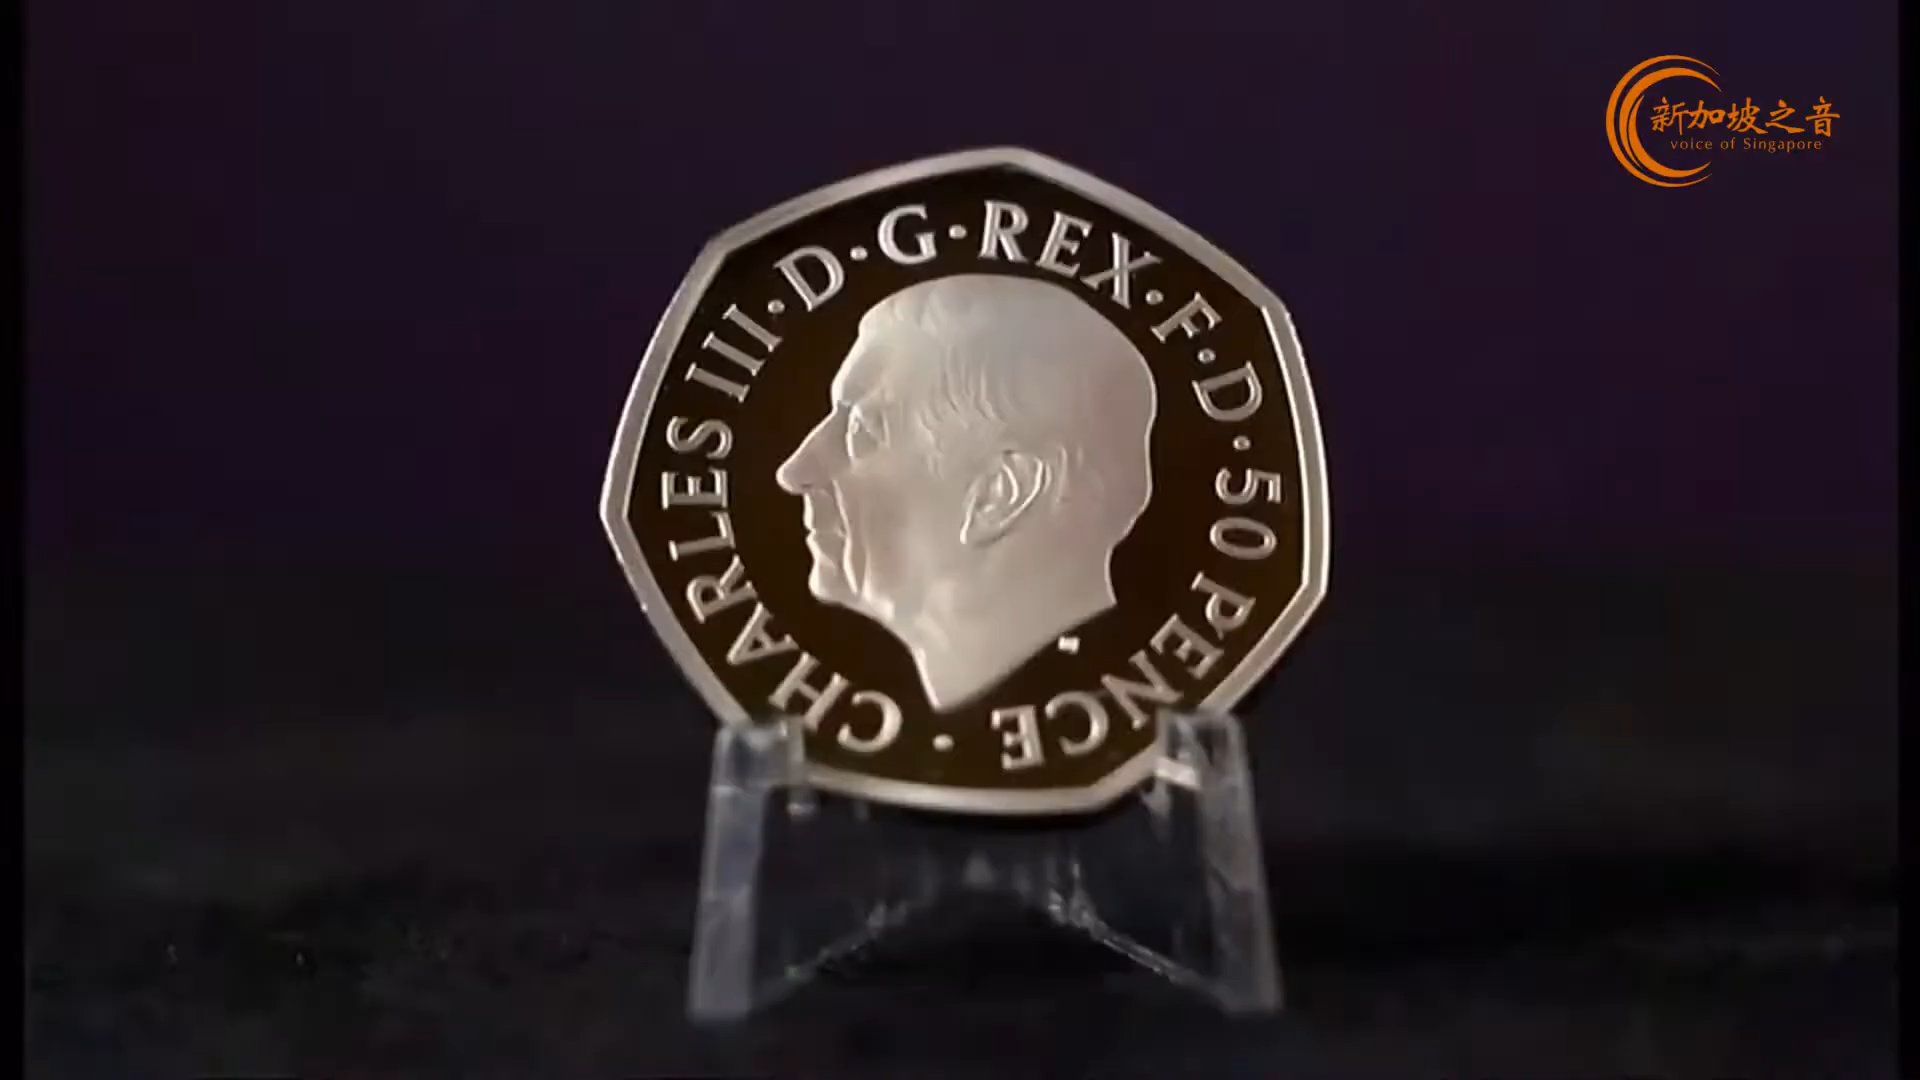 新加坡之音
voice of Singapore
· CHARLES III · D · G · REX · F · D · 50 PENCE